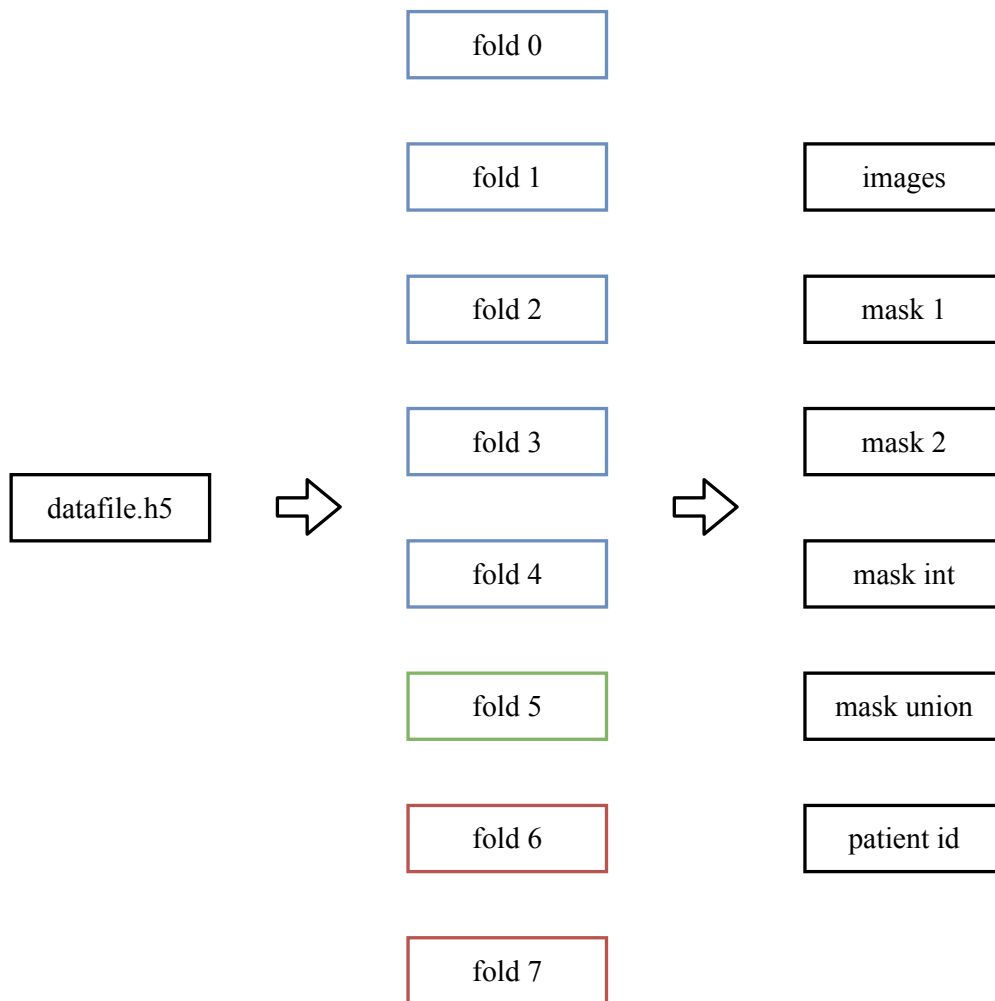 datafile.h5
fold 0
fold 1
fold 2
fold 3
fold 4
fold 5
fold 6
fold 7
images
mask 1
mask 2
mask int
mask union
patient id